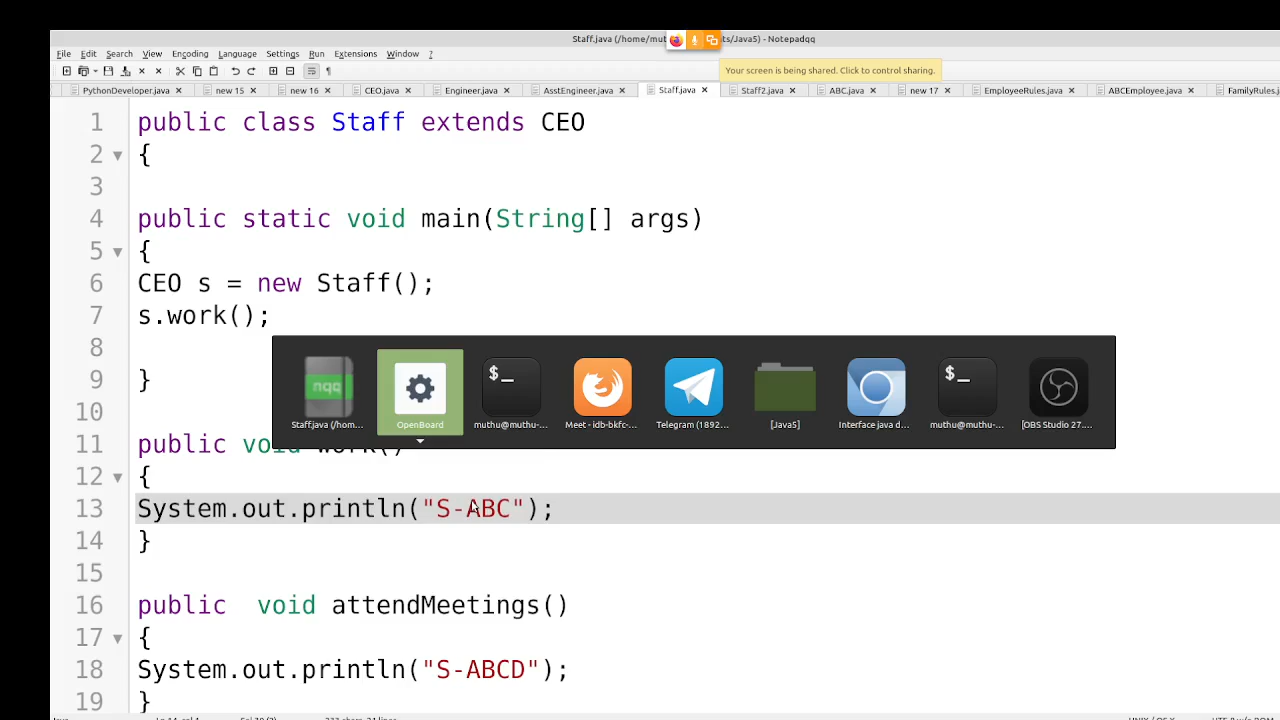 Staff.java (/home/mut ts/Java5) - Notepadqq
File Edit Search View Encoding Language Settings Run Extensions Window ?
Your screen is being shared. Click to control sharing.
PythonDeveloper.java new 15 new 16 CEO.java Engineer.java AsstEngineer.java Staff.java Staff2.java ABC.java new 17 EmployeeRules.java ABCEmployee.java FamilyRules.java
1 public class Staff extends CEO
2 {
3
4 public static void main(String[] args)
5 {
6 CEO s = new Staff();
7 s.work();
8
9 }
nqq $_ $_
Staff.java (/hom... OpenBoard muthu@muthu-... Meet - idb-bkfc-... Telegram (1892... [Java5] Interface java d... muthu@muthu-... [OBS Studio 27....
10
11 public void work()
12 {
13 System.out.println("S-ABC");
14 }
15
16 public void attendMeetings()
17 {
18 System.out.println("S-ABCD");
19 }